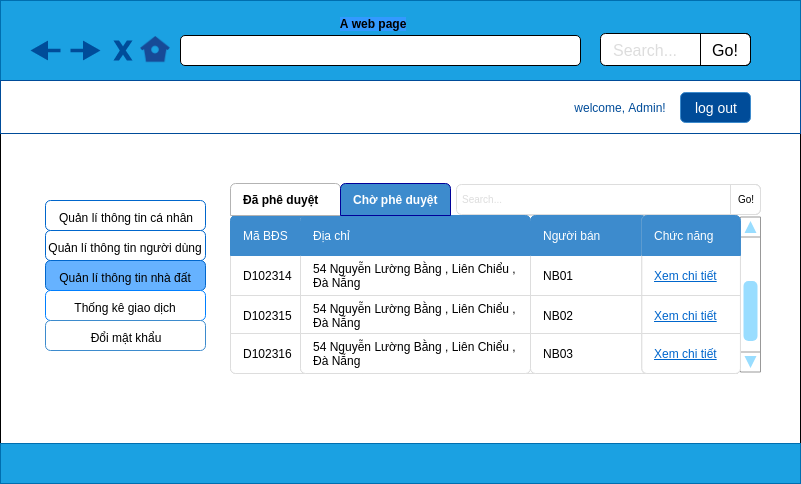 A web page
X
Search...
Go!
welcome, Admin!
log out
Quản lí thông tin cá nhân
Quản lí thông tin người dùng
Quản lí thông tin nhà đất
Thống kê giao dịch
Đổi mật khẩu
Đã phê duyệt
Chờ phê duyệt
Search...
Go!
Mã BĐS
Địa chỉ
Người bán
Chức năng
D102314
54 Nguyễn Lường Bằng , Liên Chiểu ,
Đà Nẵng
NB01
Xem chi tiết
D102315
54 Nguyễn Lường Bằng , Liên Chiểu ,
Đà Nẵng
NB02
Xem chi tiết
D102316
54 Nguyễn Lường Bằng , Liên Chiểu ,
Đà Nẵng
NB03
Xem chi tiết